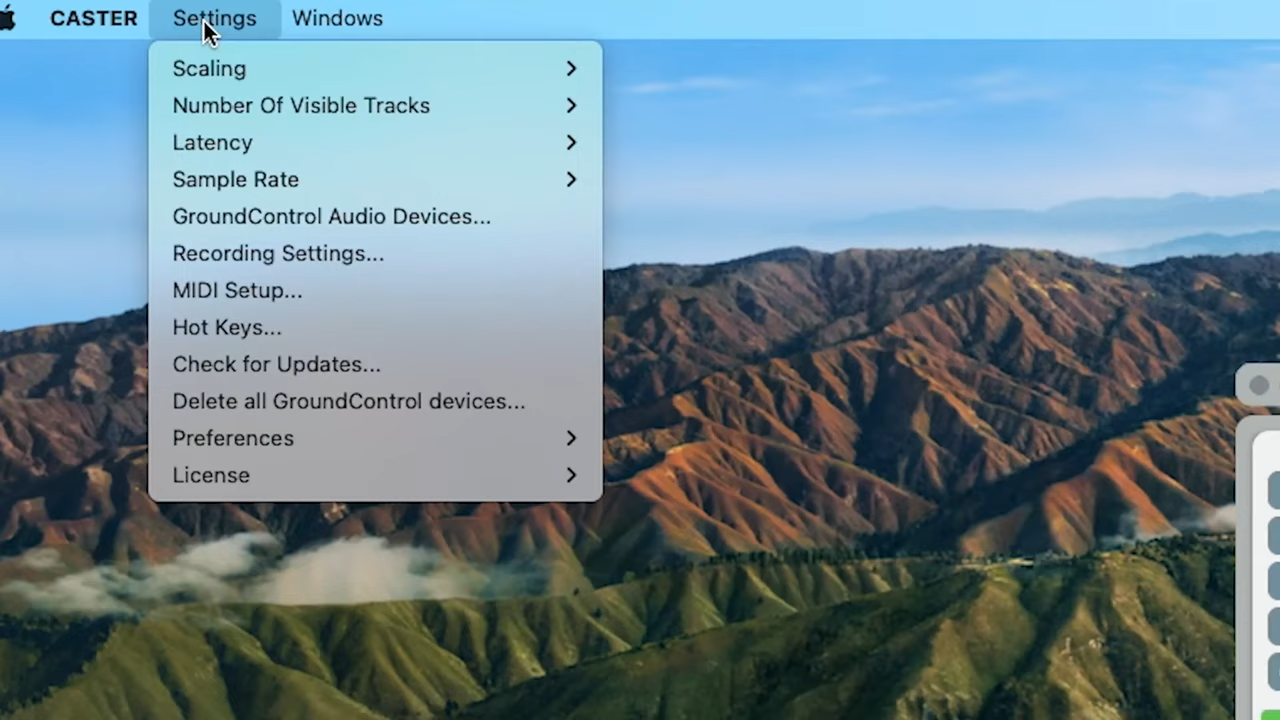 CASTER Settings Windows
Scaling
Number Of Visible Tracks
Latency
Sample Rate
GroundControl Audio Devices...
Recording Settings...
MIDI Setup...
Hot Keys...
Check for Updates...
Delete all GroundControl devices...
Preferences
License